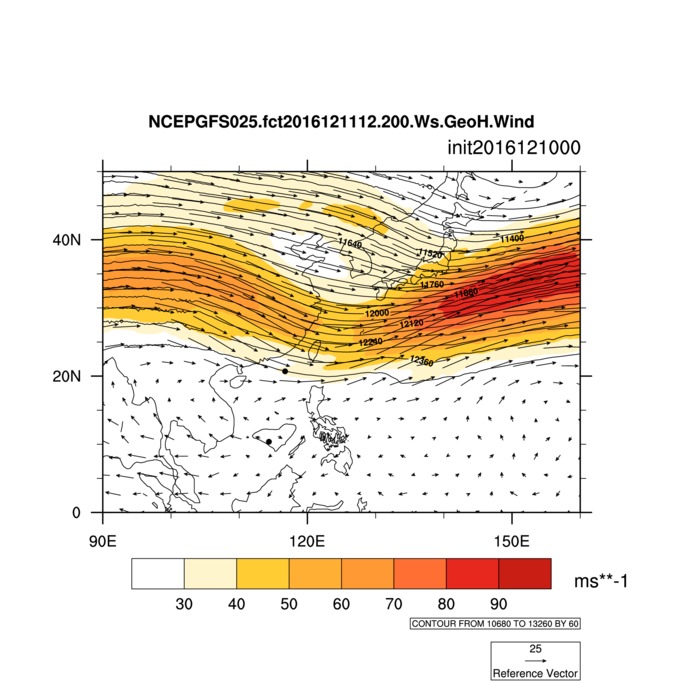 NCEPGFS025.fct2016121112.200.Ws.GeoH.Wind
init2016121000
40N
20N
0
11640
11520
11400
11760
11880
12000
12120
12240
12360
90E
120E
150E
30
40
50
60
70
80
90
ms**-1
CONTOUR FROM 10680 TO 13260 BY 60
25
Reference Vector